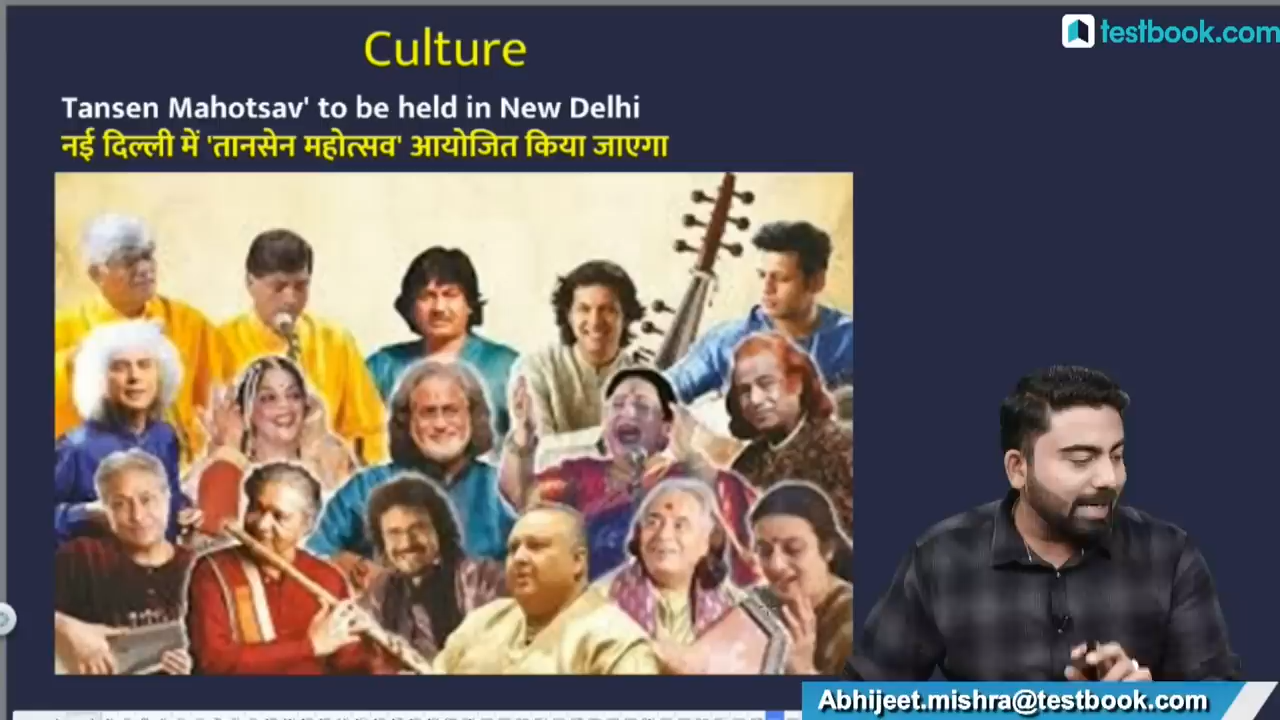 testbook.com
Culture
Tansen Mahotsav' to be held in New Delhi
नई दिल्ली में 'तानसेन महोत्सव' आयोजित किया जाएगा
Abhijeet.mishra@testbook.com